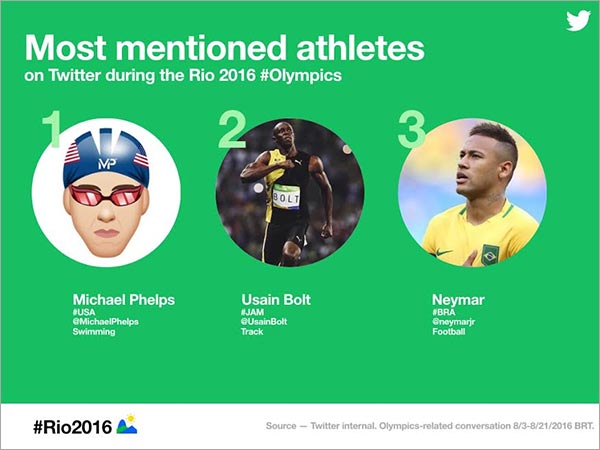 Most mentioned athletes
on Twitter during the Rio 2016 #Olympics
1
2
3
MP
BOLT
Michael Phelps
#USA
@MichaelPhelps
Swimming
Usain Bolt
#JAM
@UsainBolt
Track
Neymar
#BRA
@neymarjr
Football
#Rio2016
Source — Twitter internal. Olympics-related conversation 8/3-8/21/2016 BRT.